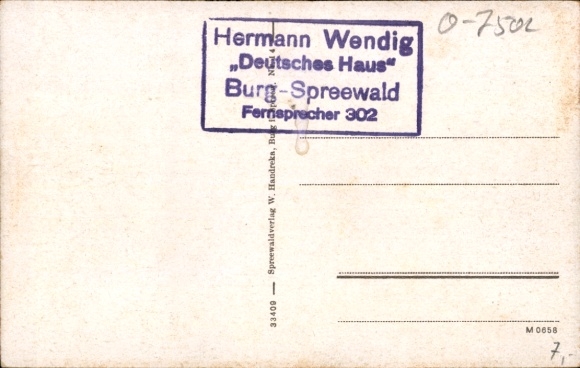 O-7502
Hermann Wendig
„Deutsches Haus“
Burg-Spreewald
Fernsprecher 302
33409 — Spreewaldverlag W. Handreka, Burg
M 0658
7,-